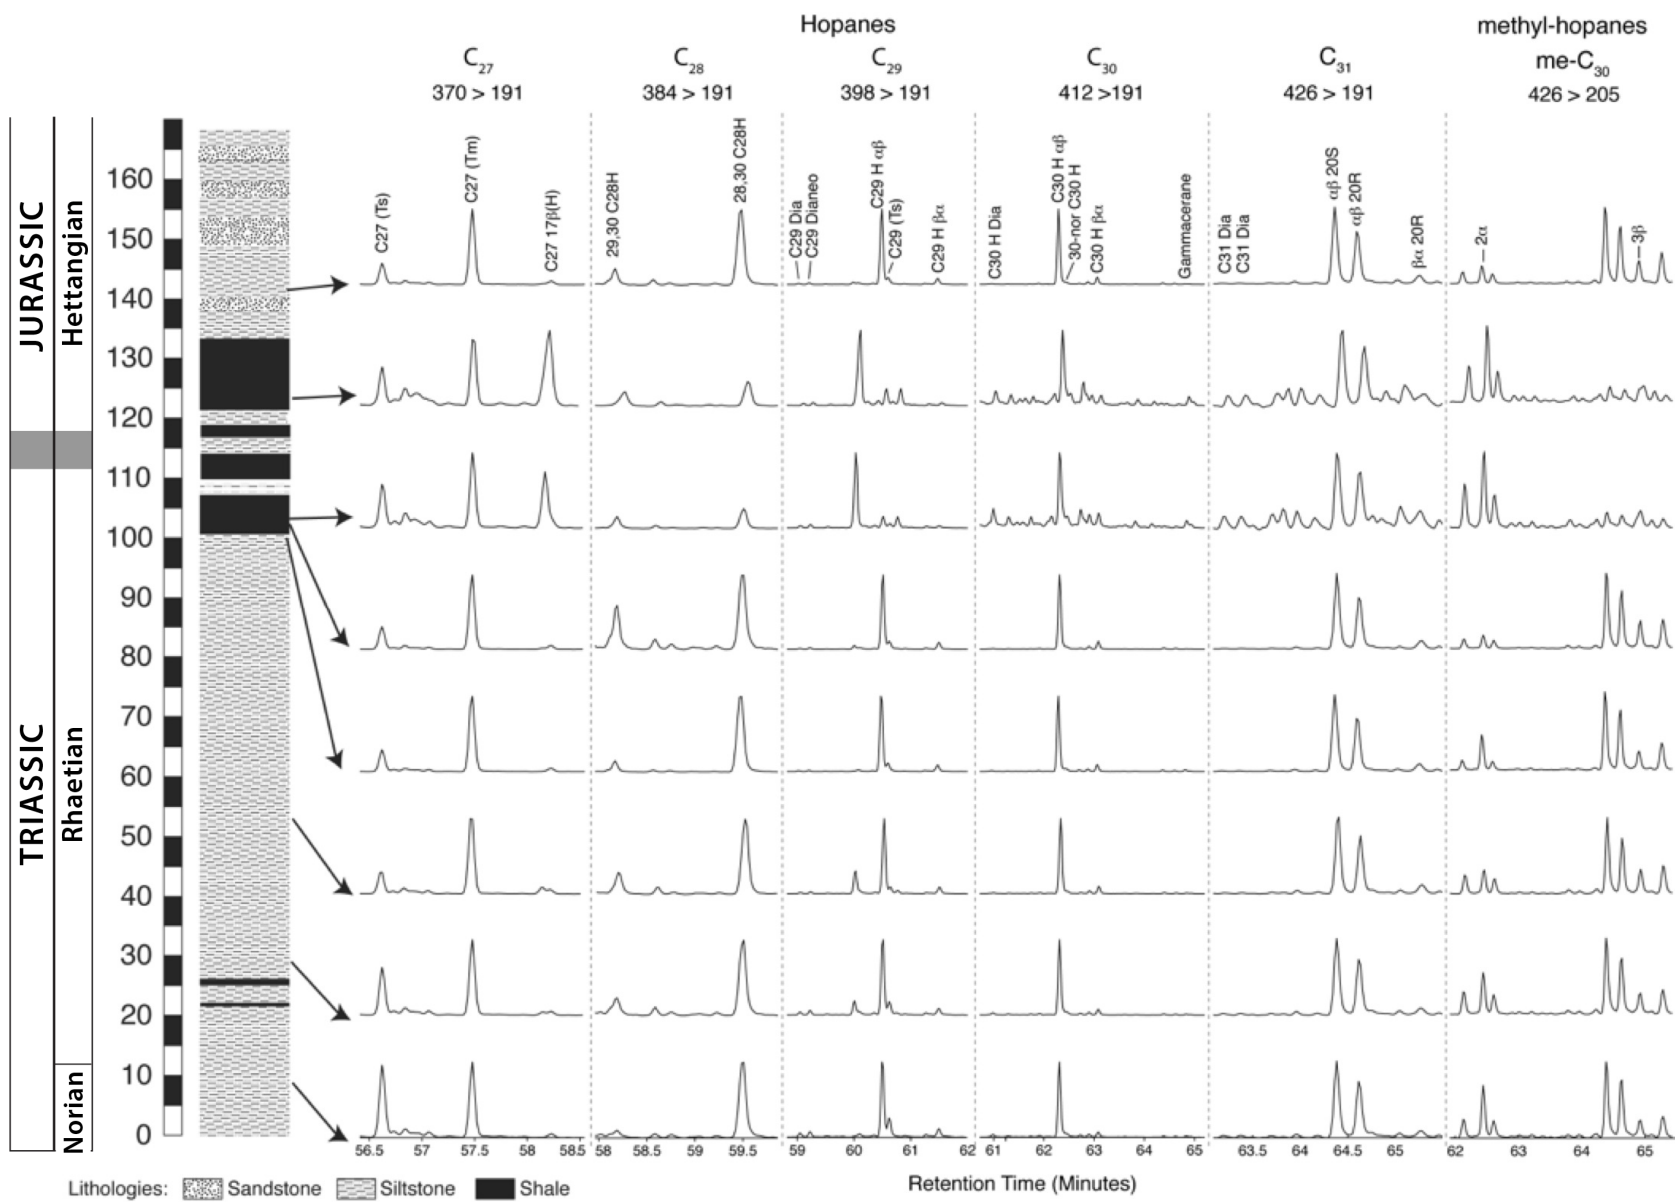 Hopanes
methyl-hopanes
C27
C28
C29
C30
C31
me-C30
370 > 191
384 > 191
398 > 191
412 >191
426 > 191
426 > 205
JURASSIC
Hettangian
TRIASSIC
Rhaetian
Norian
160
150
140
130
120
110
100
90
80
70
60
50
40
30
20
10
0
C27 (Ts)
C27 (Tm)
C27 17β(H)
29,30 C28H
28,30 C28H
C29 Dia
C29 Dianeo
C29 H αβ
C29 (Ts)
C29 H βα
C30 H Dia
C30 H αβ
30-nor C30 H
C30 H βα
Gammacerane
C31 Dia
C31 Dia
αβ 20S
αβ 20R
βα 20R
2α
3β
56.5 57 57.5 58 58.5
58 58.5 59 59.5
59 60 61 62
61 62 63 64 65
63.5 64 64.5 65
62 63 64 65
Retention Time (Minutes)
Lithologies: Sandstone Siltstone Shale